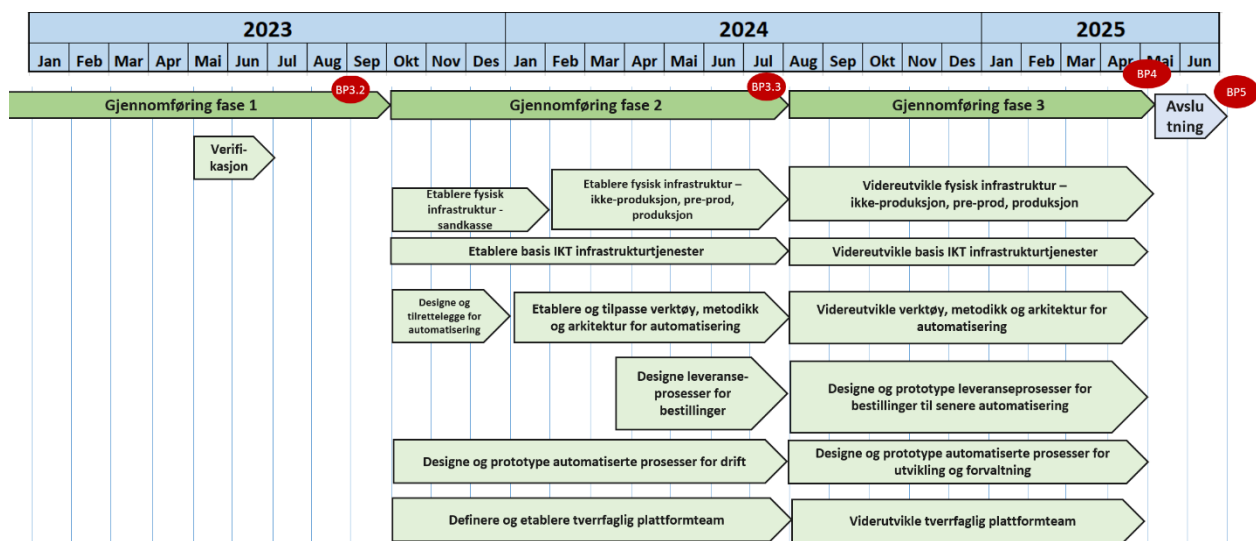 2023 2024 2025
Jan Feb Mar Apr Mai Jun Jul Aug Sep Okt Nov Des Jan Feb Mar Apr Mai Jun Jul Aug Sep Okt Nov Des Jan Feb Mar Apr Mai Jun
BP3.2 BP3.3 BP4 BP5
Gjennomføring fase 1 Gjennomføring fase 2 Gjennomføring fase 3
Avslu
tning
Verifi-
kasjon
Etablere fysisk
infrastruktur -
sandkasse
Etablere fysisk infrastruktur –
ikke-produksjon, pre-prod,
produksjon
Videreutvikle fysisk infrastruktur –
ikke-produksjon, pre-prod, produksjon
Etablere basis IKT infrastrukturtjenester
Videreutvikle basis IKT infrastrukturtjenester
Designe og
tilrettelegge for
automatisering
Etablere og tilpasse verktøy, metodikk
og arkitektur for automatisering
Videreutvikle verktøy, metodikk og arkitektur for
automatisering
Designe leveranse-
prosesser for
bestillinger
Designe og prototype leveranseprosesser for
bestillinger til senere automatisering
Designe og prototype automatiserte prosesser for drift
Designe og prototype automatiserte prosesser for
utvikling og forvaltning
Definere og etablere tverrfaglig plattformteam
Viderutvikle tverrfaglig plattformteam